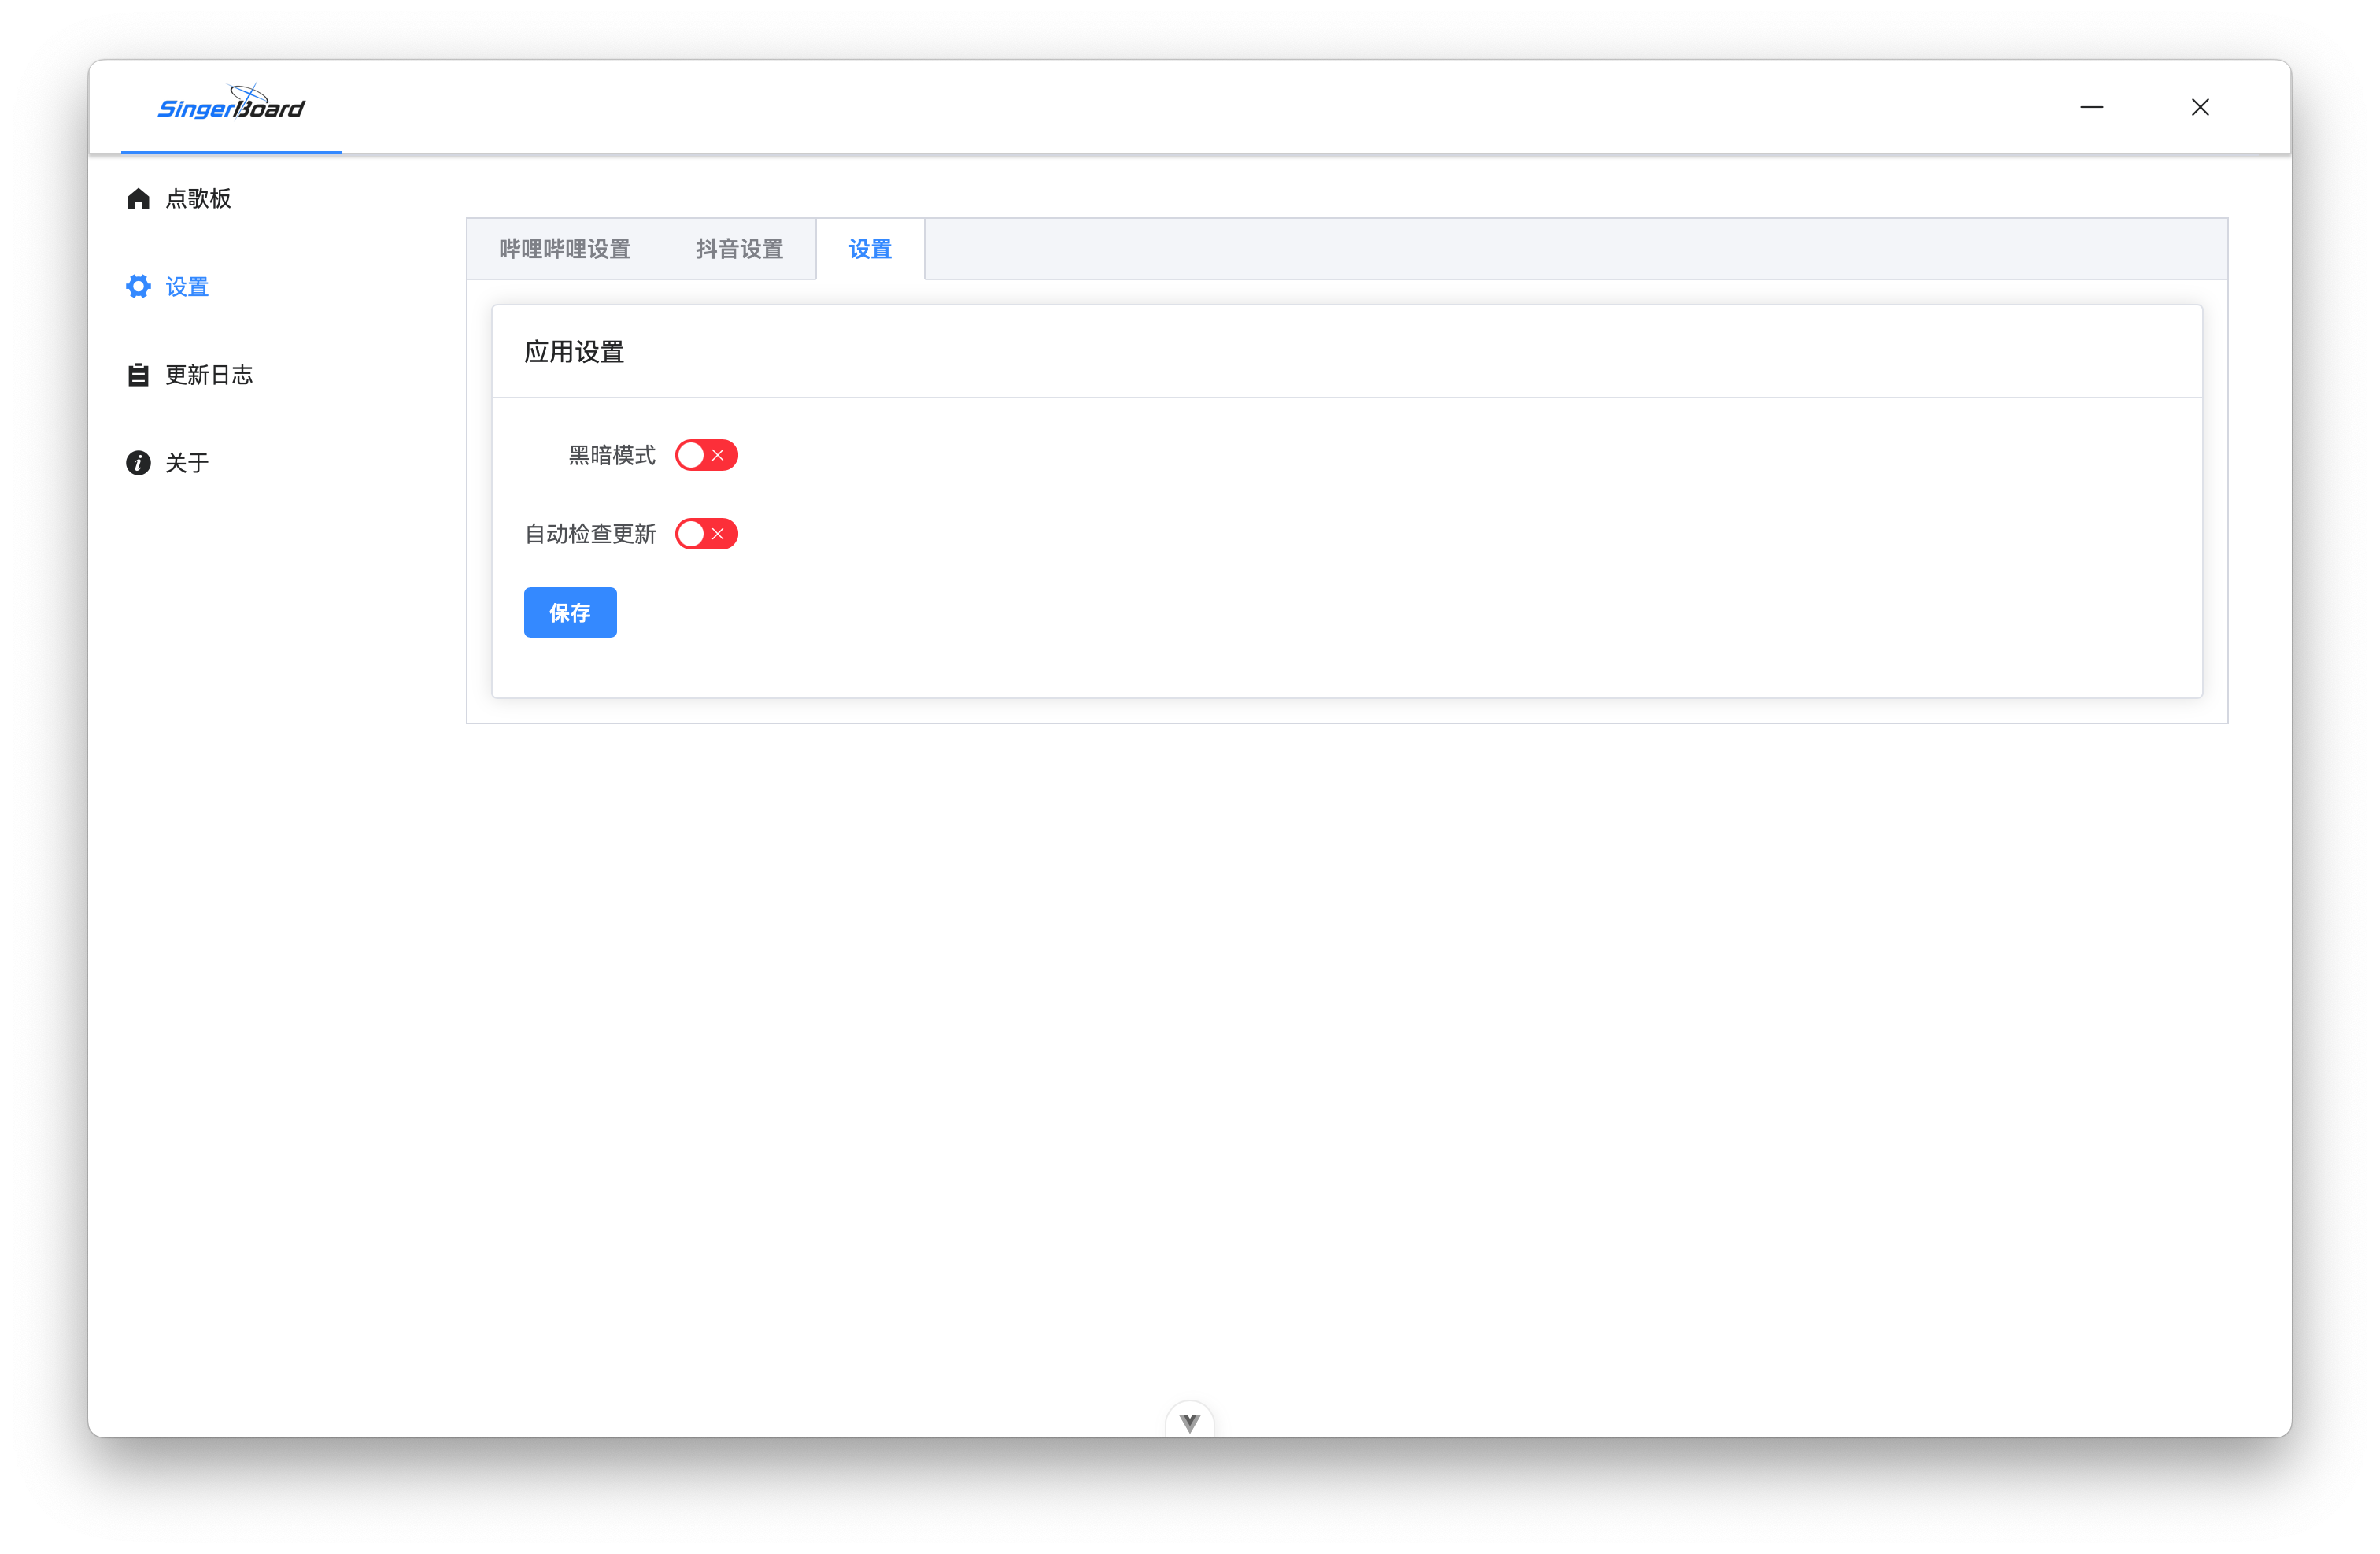 SingerBoard
点歌板
设置
更新日志
关于
哔哩哔哩设置 抖音设置 设置
应用设置
黑暗模式
自动检查更新
保存